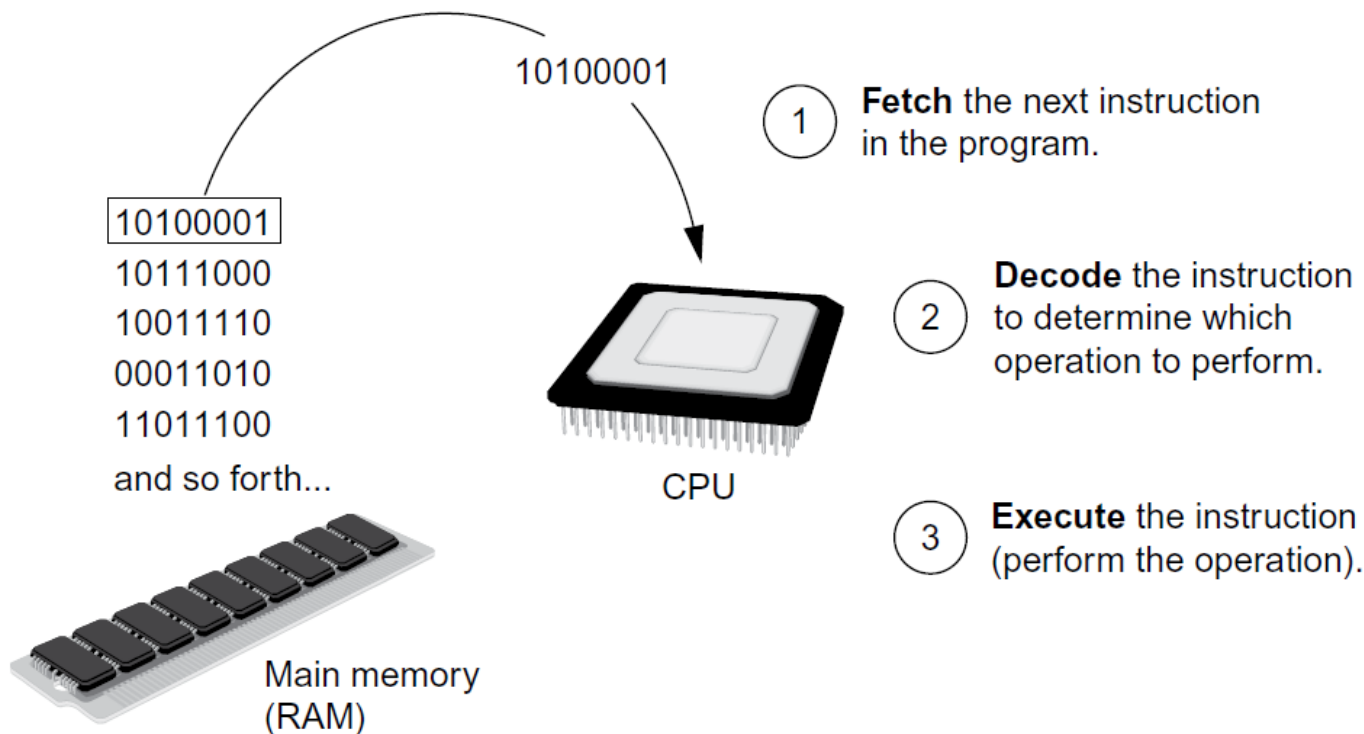 10100001
1
Fetch the next instruction
in the program.
10100001
10111000
10011110
00011010
11011100
and so forth...
CPU
2
Decode the instruction
to determine which
operation to perform.
3
Execute the instruction
(perform the operation).
Main memory
(RAM)